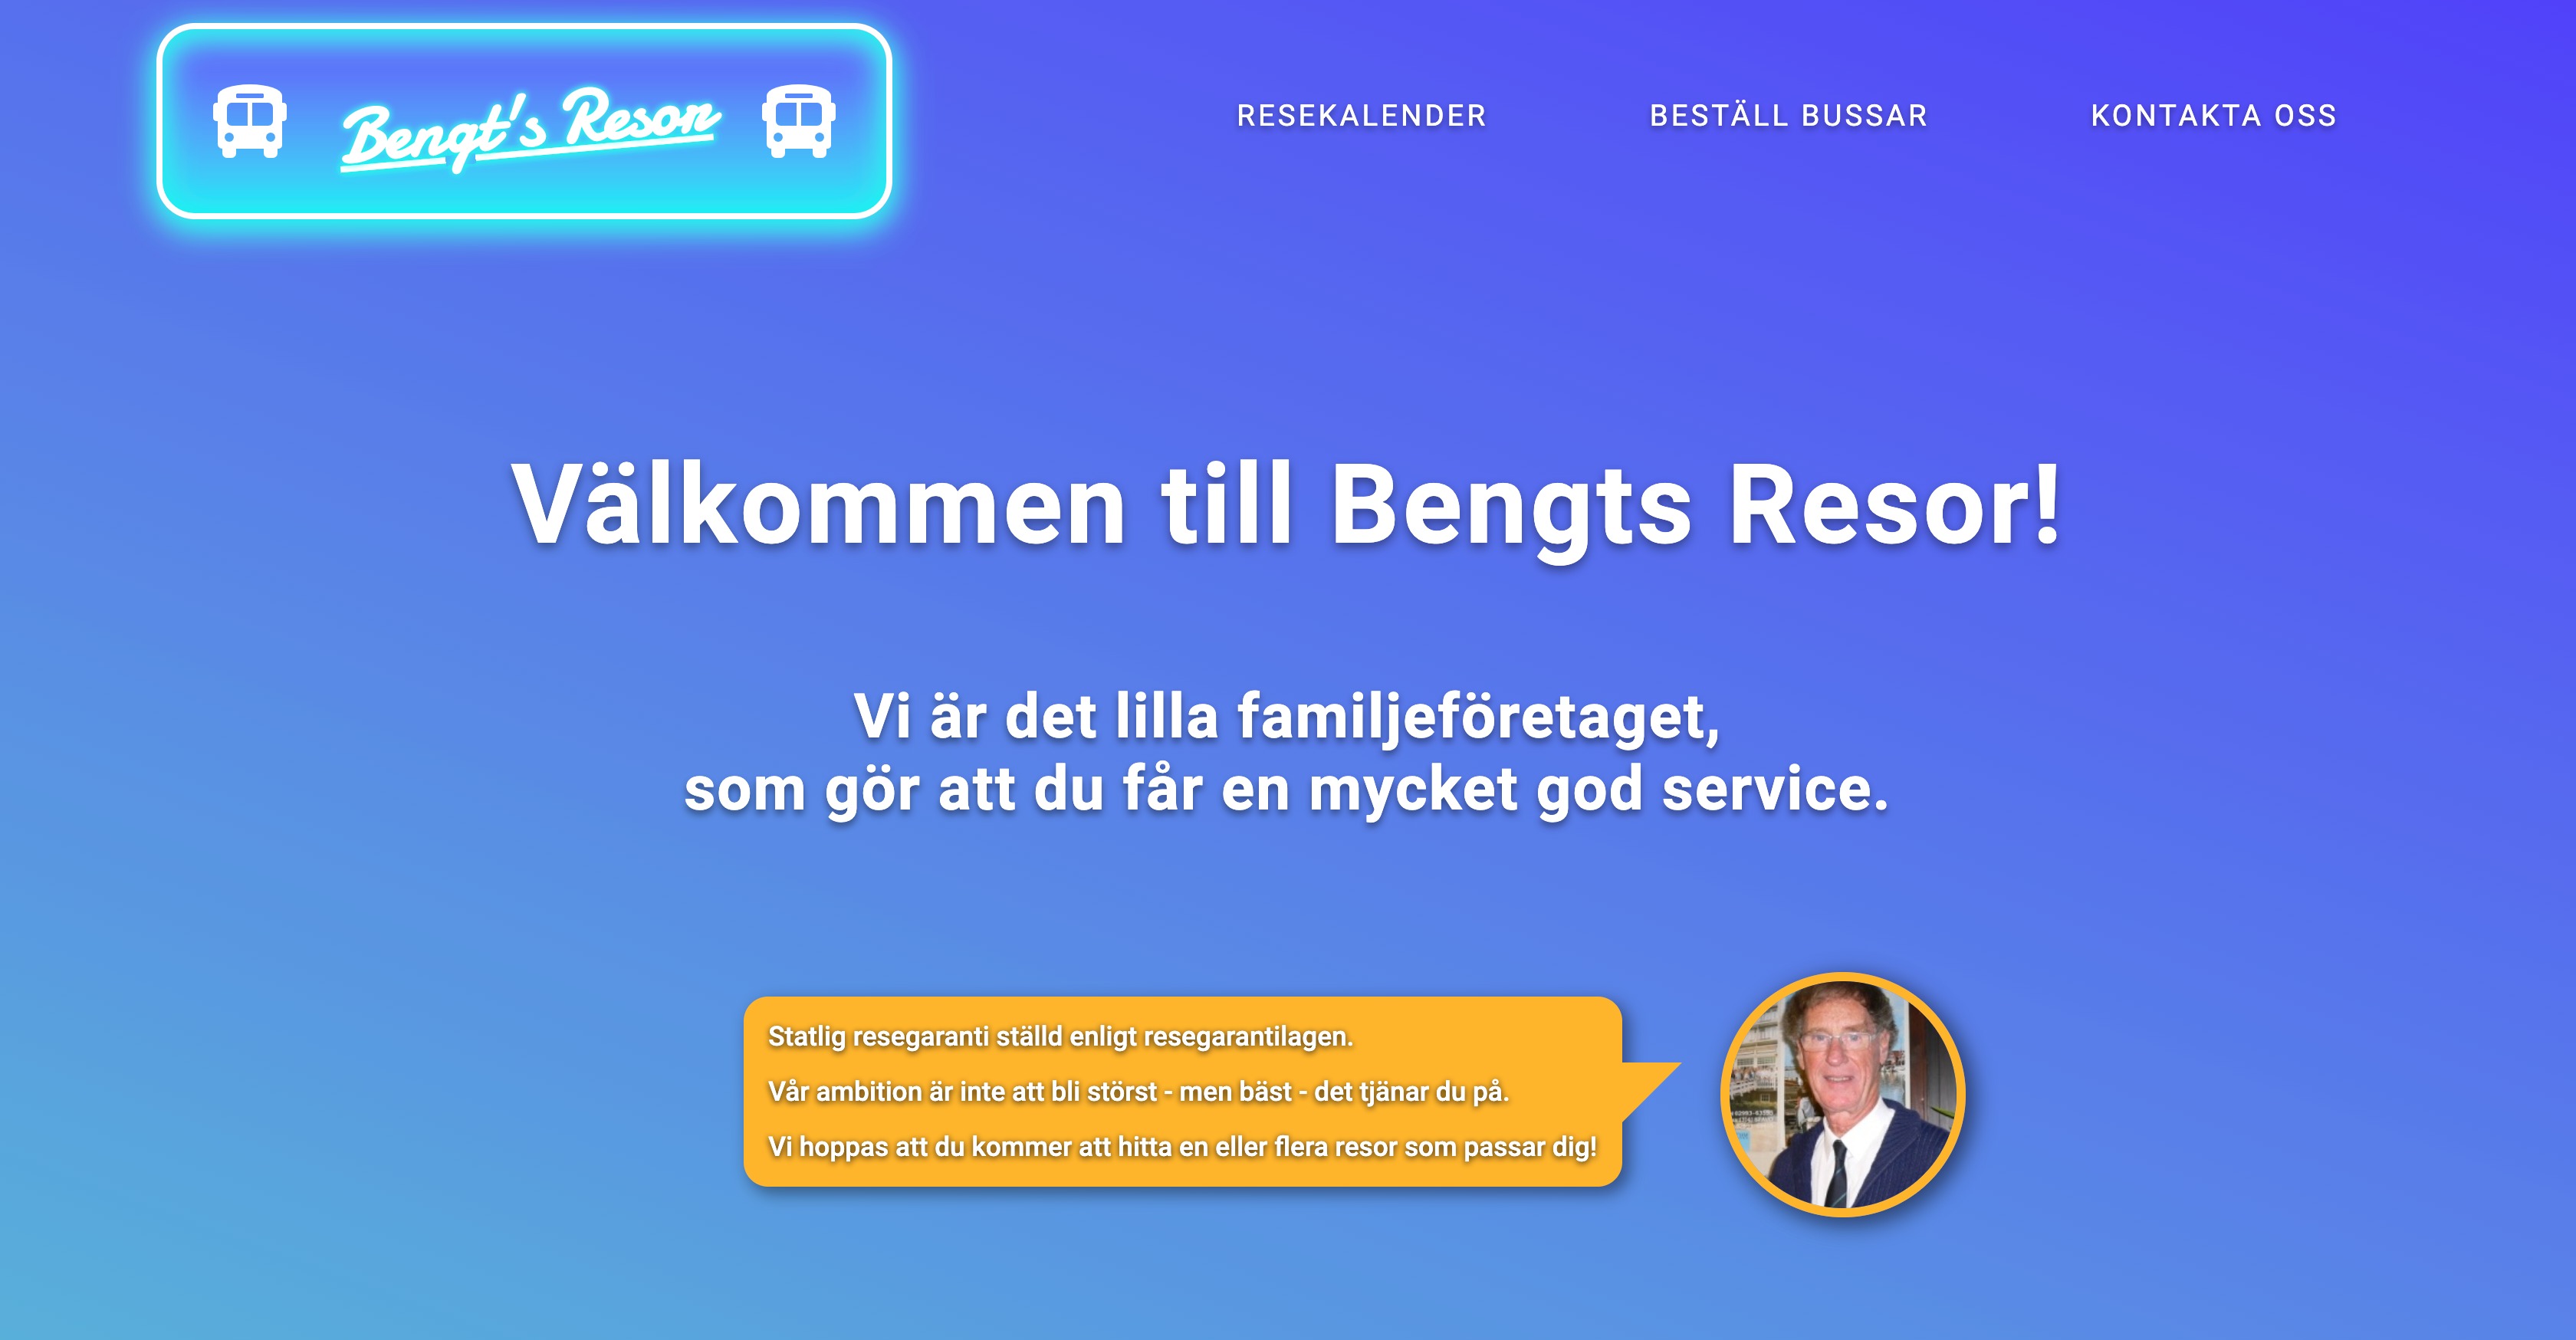 Bengt's Resor
RESEKALENDER
BESTÄLL BUSSAR
KONTAKTA OSS
Välkommen till Bengts Resor!
Vi är det lilla familjeföretaget,
som gör att du får en mycket god service.
Statlig resegaranti ställd enligt resegarantilagen.
Vår ambition är inte att bli störst - men bäst - det tjänar du på.
Vi hoppas att du kommer att hitta en eller flera resor som passar dig!